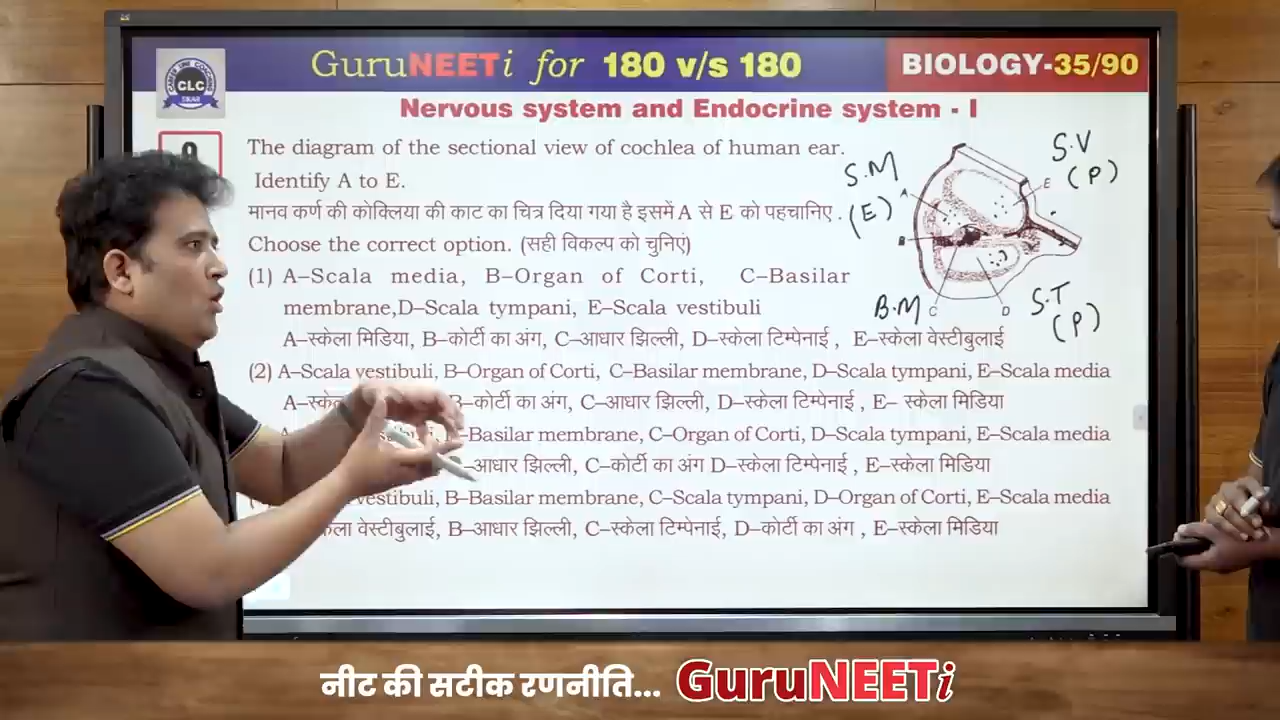 GuruNEETi for 180 v/s 180
BIOLOGY-35/90
CLC
SIKAR
Nervous system and Endocrine system - I
The diagram of the sectional view of cochlea of human ear.
Identify A to E.
मानव कर्ण की कोक्लिया की काट का चित्र दिया गया है इसमें A से E को पहचानिए .
Choose the correct option. (सही विकल्प को चुनिएं)
(1) A–Scala media, B–Organ of Corti, C–Basilar
membrane,D–Scala tympani, E–Scala vestibuli
A–स्केला मिडिया, B–कोर्टी का अंग, C–आधार झिल्ली, D–स्केला टिम्पेनाई , E–स्केला वेस्टीबुलाई
(2) A–Scala vestibuli, B–Organ of Corti, C–Basilar membrane, D–Scala tympani, E–Scala media
B–कोर्टी का अंग, C–आधार झिल्ली, D–स्केला टिम्पेनाई , E– स्केला मिडिया
–Basilar membrane, C–Organ of Corti, D–Scala tympani, E–Scala media
–आधार झिल्ली, C–कोर्टी का अंग D–स्केला टिम्पेनाई , E–स्केला मिडिया
vestibuli, B–Basilar membrane, C–Scala tympani, D–Organ of Corti, E–Scala media
वेस्टीबुलाई, B–आधार झिल्ली, C–स्केला टिम्पेनाई, D–कोर्टी का अंग , E–स्केला मिडिया
S.V
(P)
S.M
(E)
A
E
B
B.M
C
D
S.T
(P)
नीट की सटीक रणनीति... GuruNEETi